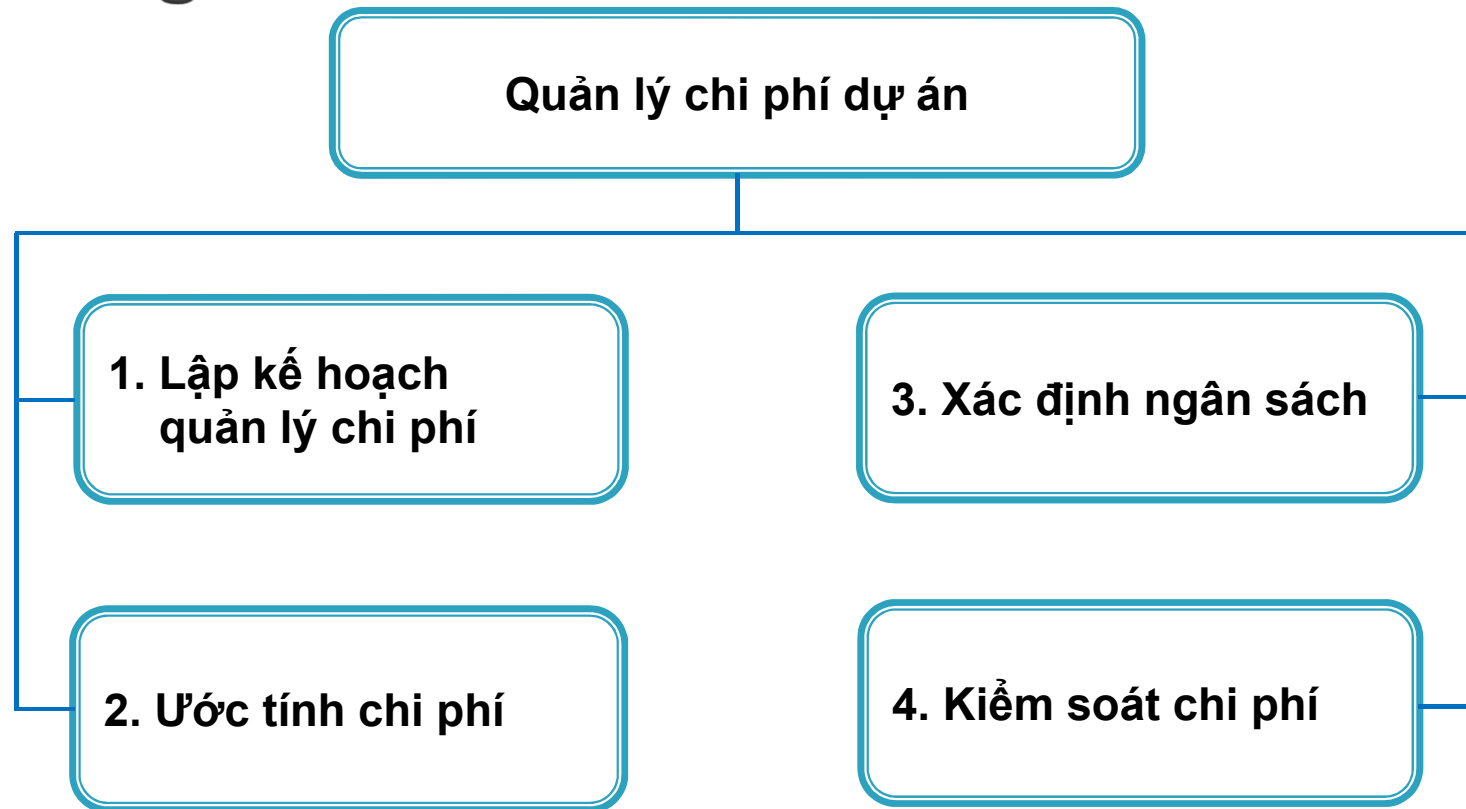 Quản lý chi phí dự án
1. Lập kế hoạch
quản lý chi phí
2. Ước tính chi phí
3. Xác định ngân sách
4. Kiểm soát chi phí